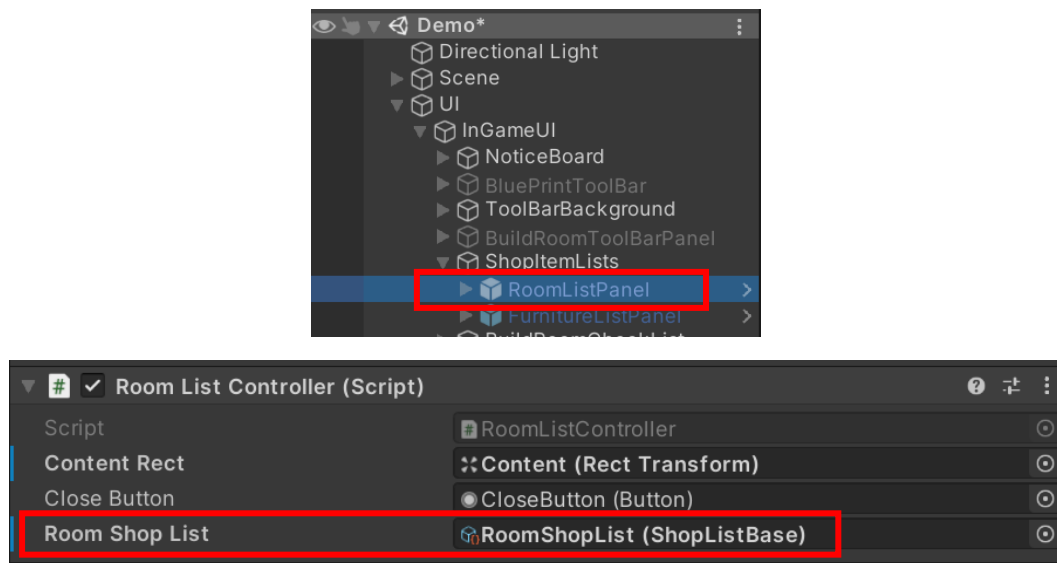 Demo*
Directional Light
Scene
UI
InGameUI
NoticeBoard
BluePrintToolBar
ToolBarBackground
BuildRoomToolBarPanel
ShopItemLists
RoomListPanel
FurnitureListPanel
BuildRoomCheckList
# Room List Controller (Script)
Script # RoomListController
Content Rect Content (Rect Transform)
Close Button CloseButton (Button)
Room Shop List RoomShopList (ShopListBase)